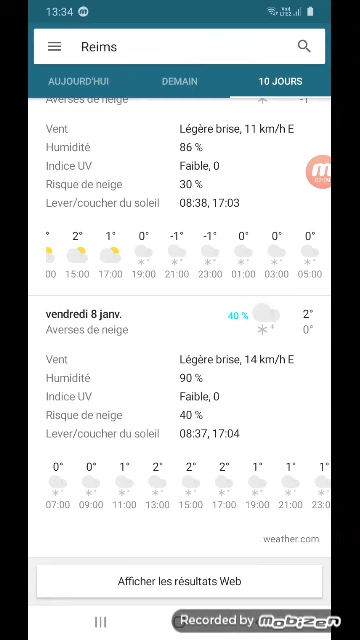 13:34
Reims
AUJOURD'HUI DEMAIN 10 JOURS
Averses de neige -1
Vent Légère brise, 11 km/h E
Humidité 86 %
Indice UV Faible, 0
Risque de neige 30 %
Lever/coucher du soleil 08:38, 17:03
° 2° 1° 0° -1° -1° 0° 0° 0°
:00 15:00 17:00 19:00 21:00 23:00 01:00 03:00 05:00
vendredi 8 janv. 40 % 2°
Averses de neige 0°
Vent Légère brise, 14 km/h E
Humidité 90 %
Indice UV Faible, 0
Risque de neige 40 %
Lever/coucher du soleil 08:37, 17:04
0° 0° 1° 2° 2° 2° 1° 1° 1°
07:00 09:00 11:00 13:00 15:00 17:00 19:00 21:00 23:0
weather.com
Afficher les résultats Web
Recorded by Mobizen